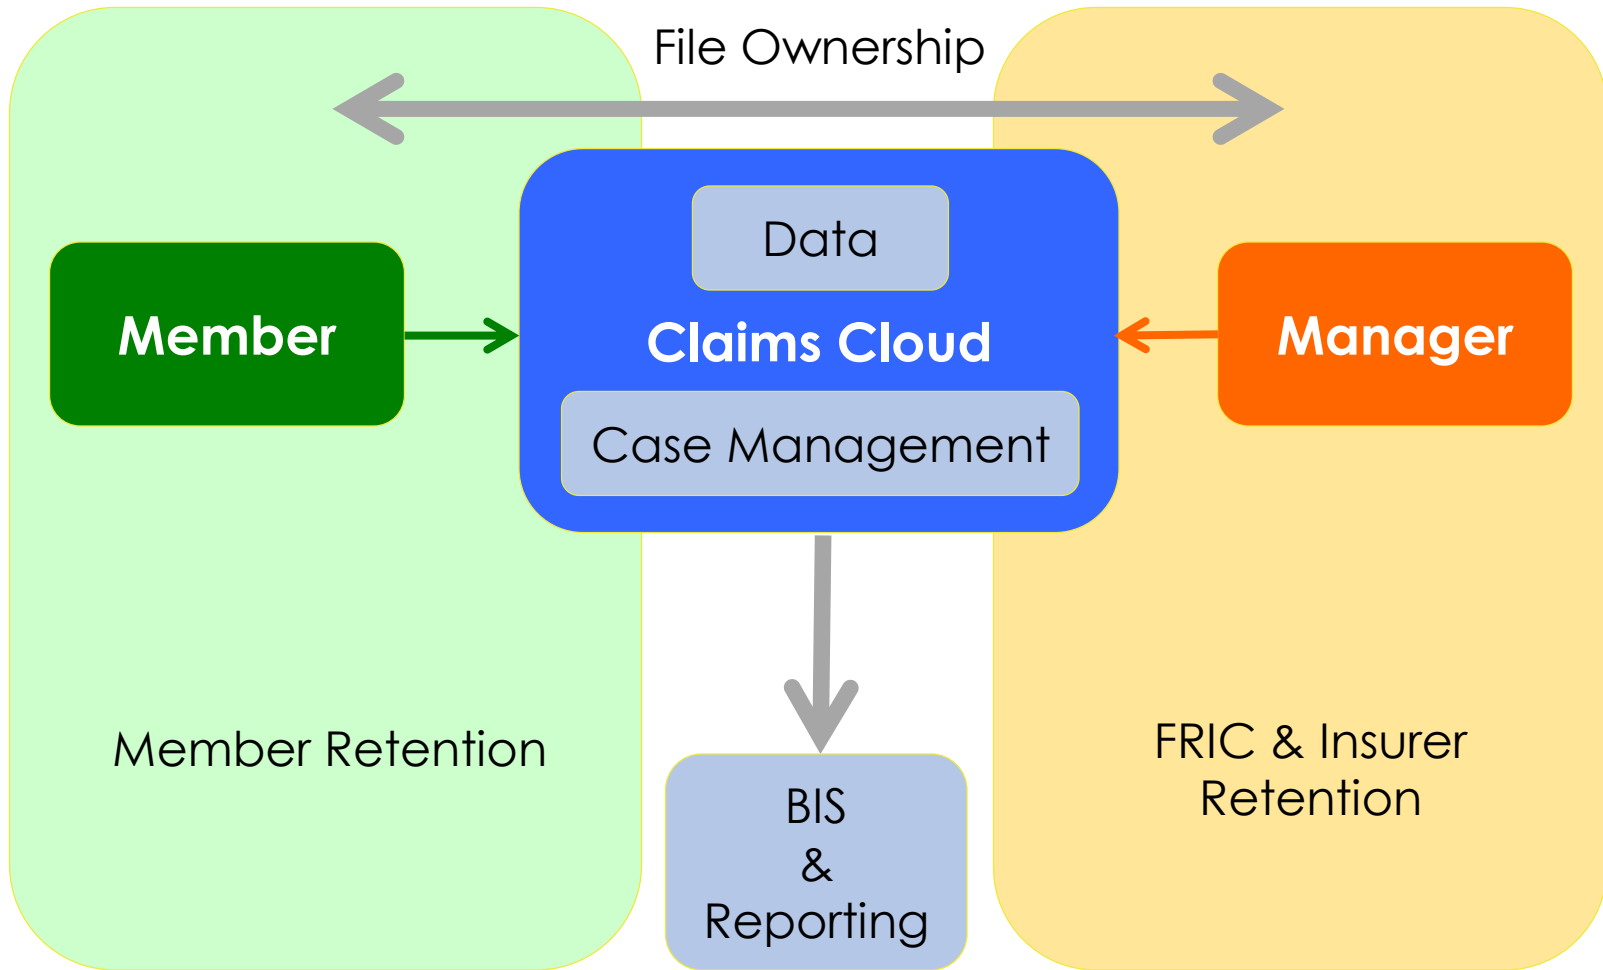 File Ownership
Data
Member
Claims Cloud
Manager
Case Management
Member Retention
FRIC & Insurer
Retention
BIS
&
Reporting